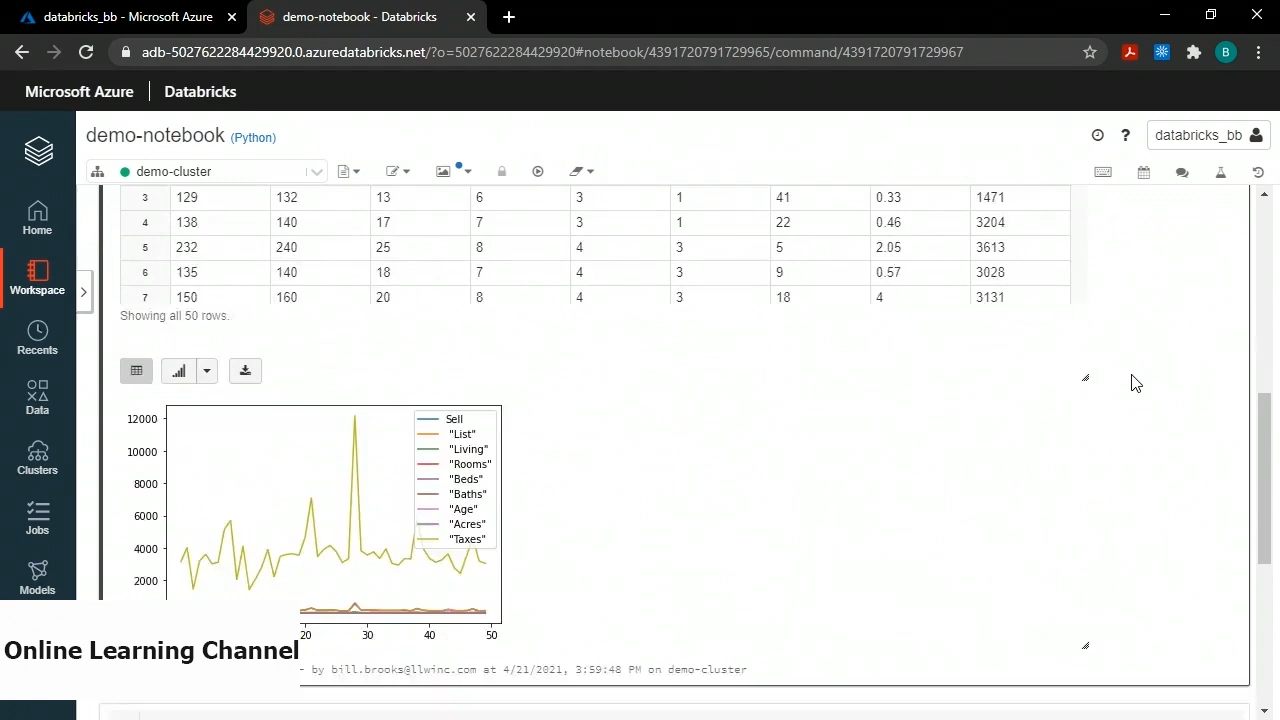 databricks_bb - Microsoft Azure
demo-notebook - Databricks
adb-5027622284429920.0.azuredatabricks.net/?o=5027622284429920#notebook/4391720791729965/command/4391720791729967
B
Microsoft Azure
Databricks
demo-notebook (Python)
? databricks_bb
demo-cluster
Home
Workspace
Recents
Data
Clusters
Jobs
Models
3 129 132 13 6 3 1 41 0.33 1471
4 138 140 17 7 3 1 22 0.46 3204
5 232 240 25 8 4 3 5 2.05 3613
6 135 140 18 7 4 3 9 0.57 3028
7 150 160 20 8 4 3 18 4 3131
Showing all 50 rows.
12000
10000
8000
6000
4000
2000
Sell
"List"
"Living"
"Rooms"
"Beds"
"Baths"
"Age"
"Acres"
"Taxes"
20 30 40 50
Online Learning Channel
- by bill.brooks@llwinc.com at 4/21/2021, 3:59:48 PM on demo-cluster